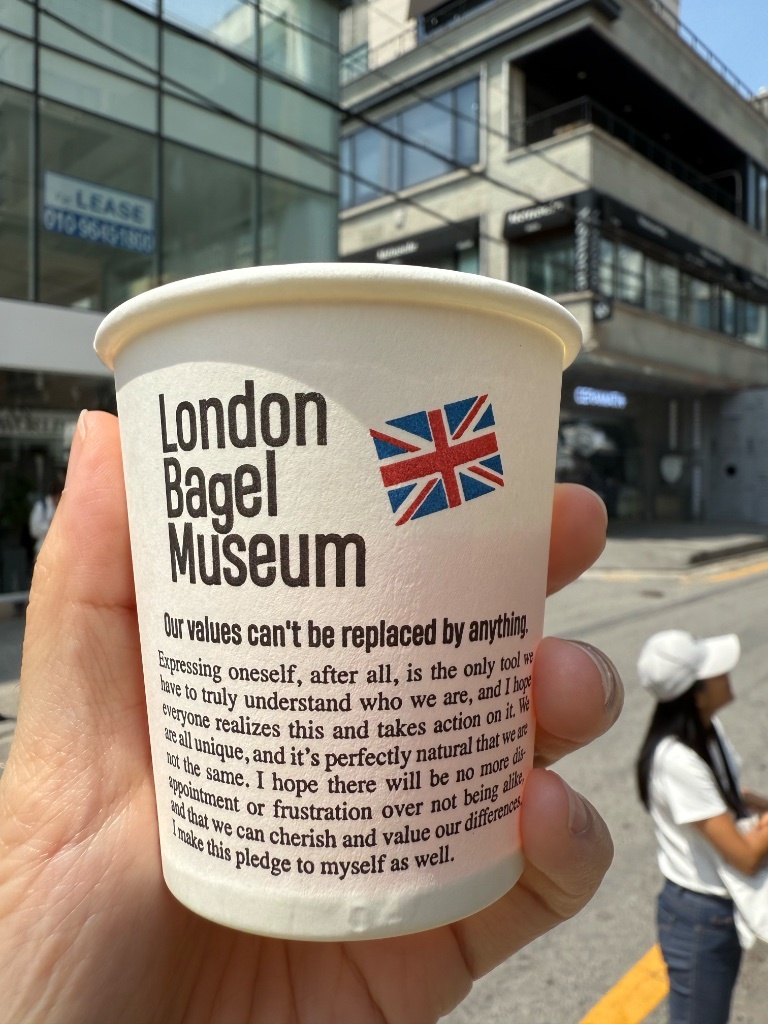 LEASE
London
Bagel
Museum
Our values can't be replaced by anything.
Expressing oneself, after all, is the only tool we
have to truly understand who we are, and I hope
everyone realizes this and takes action on it. We
are all unique, and it's perfectly natural that we are
not the same. I hope there will be no more dis-
appointment or frustration over not being alike,
and that we can cherish and value our differences.
I make this pledge to myself as well.